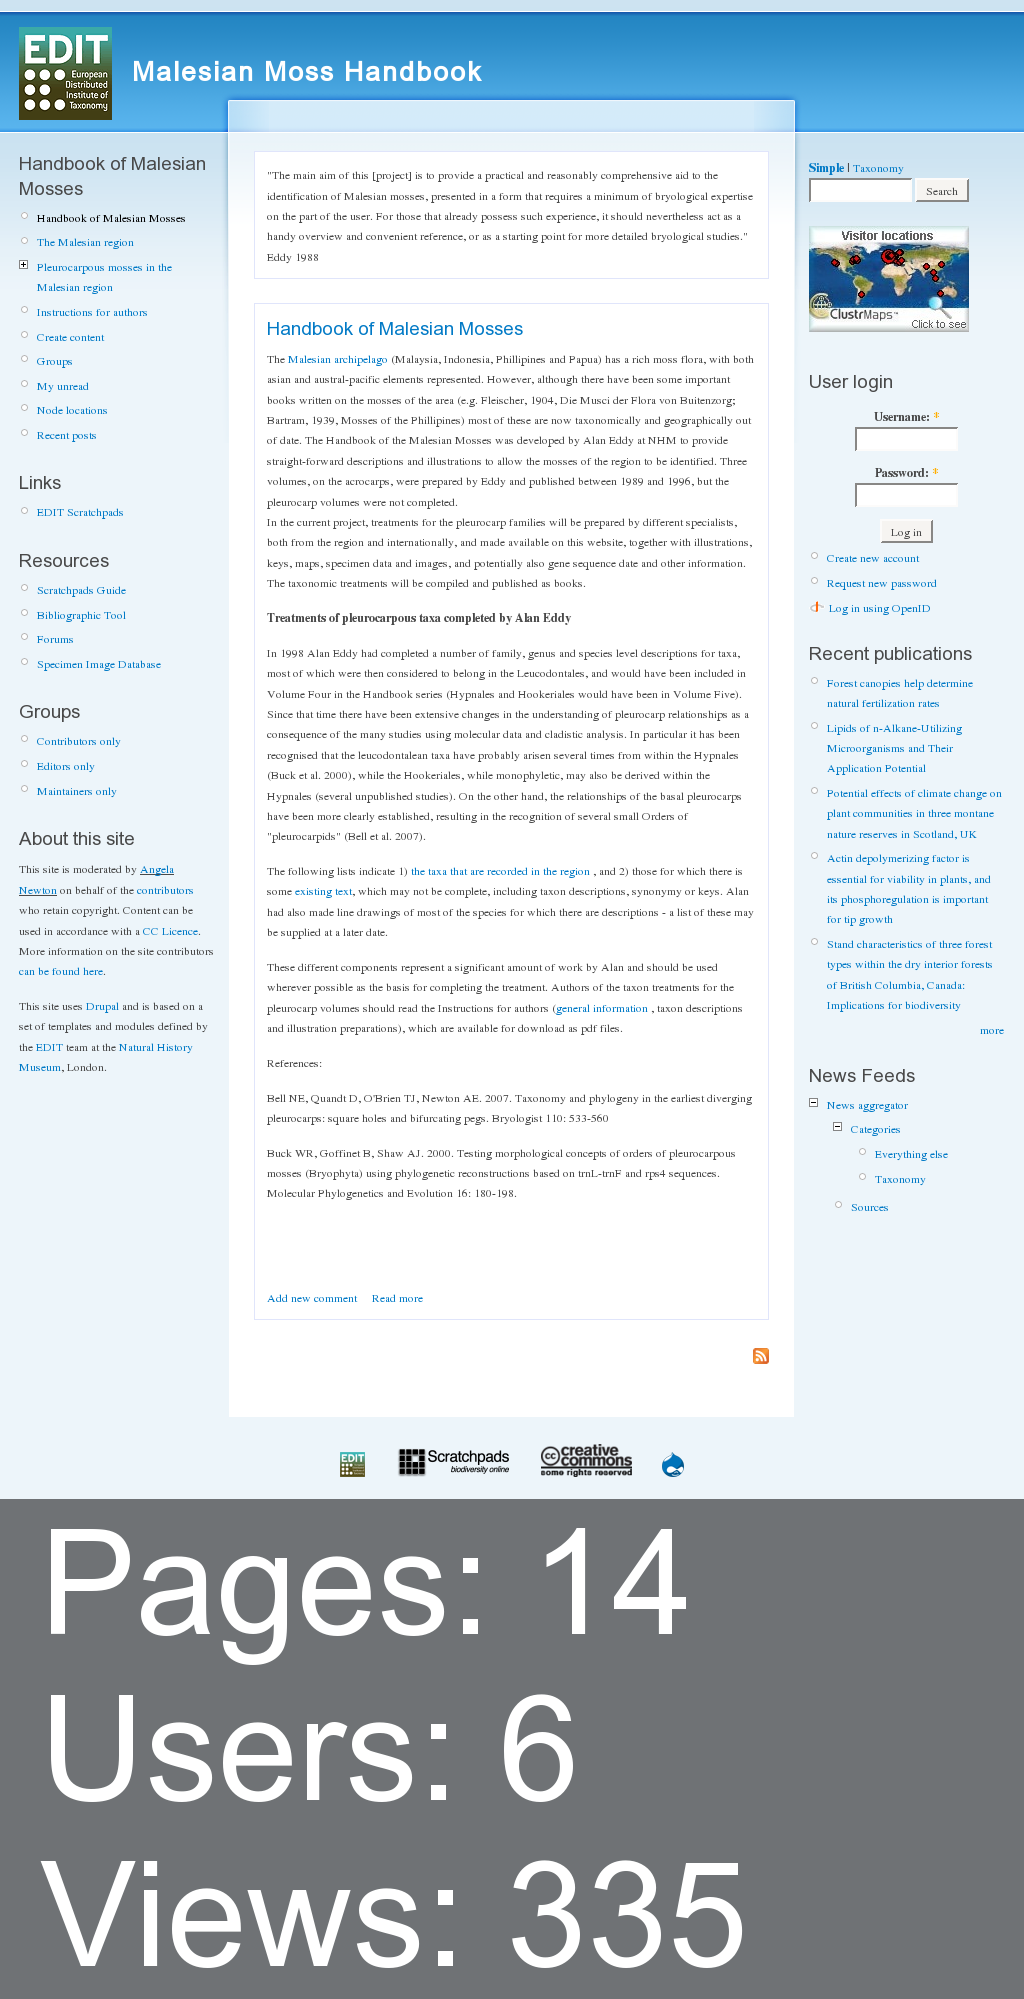 EDIT
European
Distributed
Institute of
Taxonomy
Malesian Moss Handbook
Handbook of Malesian
Mosses
Handbook of Malesian Mosses
The Malesian region
Pleurocarpous mosses in the
Malesian region
Instructions for authors
Create content
Groups
My unread
Node locations
Recent posts
Links
EDIT Scratchpads
Resources
Scratchpads Guide
Bibliographic Tool
Forums
Specimen Image Database
Groups
Contributors only
Editors only
Maintainers only
About this site
This site is moderated by Angela
Newton on behalf of the contributors
who retain copyright. Content can be
used in accordance with a CC Licence.
More information on the site contributors
can be found here.
This site uses Drupal and is based on a
set of templates and modules defined by
the EDIT team at the Natural History
Museum, London.
"The main aim of this [project] is to provide a practical and reasonably comprehensive aid to the
identification of Malesian mosses, presented in a form that requires a minimum of bryological expertise
on the part of the user. For those that already possess such experience, it should nevertheless act as a
handy overview and convenient reference, or as a starting point for more detailed bryological studies."
Eddy 1988
Handbook of Malesian Mosses
The Malesian archipelago (Malaysia, Indonesia, Phillipines and Papua) has a rich moss flora, with both
asian and austral-pacific elements represented. However, although there have been some important
books written on the mosses of the area (e.g. Fleischer, 1904, Die Musci der Flora von Buitenzorg;
Bartram, 1939, Mosses of the Phillipines) most of these are now taxonomically and geographically out
of date. The Handbook of the Malesian Mosses was developed by Alan Eddy at NHM to provide
straight-forward descriptions and illustrations to allow the mosses of the region to be identified. Three
volumes, on the acrocarps, were prepared by Eddy and published between 1989 and 1996, but the
pleurocarp volumes were not completed.
In the current project, treatments for the pleurocarp families will be prepared by different specialists,
both from the region and internationally, and made available on this website, together with illustrations,
keys, maps, specimen data and images, and potentially also gene sequence date and other information.
The taxonomic treatments will be compiled and published as books.
Treatments of pleurocarpous taxa completed by Alan Eddy
In 1998 Alan Eddy had completed a number of family, genus and species level descriptions for taxa,
most of which were then considered to belong in the Leucodontales, and would have been included in
Volume Four in the Handbook series (Hypnales and Hookeriales would have been in Volume Five).
Since that time there have been extensive changes in the understanding of pleurocarp relationships as a
consequence of the many studies using molecular data and cladistic analysis. In particular it has been
recognised that the leucodontalean taxa have probably arisen several times from within the Hypnales
(Buck et al. 2000), while the Hookeriales, while monophyletic, may also be derived within the
Hypnales (several unpublished studies). On the other hand, the relationships of the basal pleurocarps
have been more clearly established, resulting in the recognition of several small Orders of
"pleurocarpids" (Bell et al. 2007).
The following lists indicate 1) the taxa that are recorded in the region , and 2) those for which there is
some existing text, which may not be complete, including taxon descriptions, synonymy or keys. Alan
had also made line drawings of most of the species for which there are descriptions - a list of these may
be supplied at a later date.
These different components represent a significant amount of work by Alan and should be used
wherever possible as the basis for completing the treatment. Authors of the taxon treatments for the
pleurocarp volumes should read the Instructions for authors (general information , taxon descriptions
and illustration preparations), which are available for download as pdf files.
References:
Bell NE, Quandt D, O'Brien TJ, Newton AE. 2007. Taxonomy and phylogeny in the earliest diverging
pleurocarps: square holes and bifurcating pegs. Bryologist 110: 533-560
Buck WR, Goffinet B, Shaw AJ. 2000. Testing morphological concepts of orders of pleurocarpous
mosses (Bryophyta) using phylogenetic reconstructions based on trnL-trnF and rps4 sequences.
Molecular Phylogenetics and Evolution 16: 180-198.
Add new comment Read more
Simple | Taxonomy
Search
Visitor locations
ClustrMaps™
Click to see
User login
Username: *
Password: *
Log in
Create new account
Request new password
Log in using OpenID
Recent publications
Forest canopies help determine
natural fertilization rates
Lipids of n-Alkane-Utilizing
Microorganisms and Their
Application Potential
Potential effects of climate change on
plant communities in three montane
nature reserves in Scotland, UK
Actin depolymerizing factor is
essential for viability in plants, and
its phosphoregulation is important
for tip growth
Stand characteristics of three forest
types within the dry interior forests
of British Columbia, Canada:
Implications for biodiversity
more
News Feeds
News aggregator
Categories
Everything else
Taxonomy
Sources
EDIT
Scratchpads
biodiversity online
cc creative
commons
some rights reserved
Pages: 14
Users: 6
Views: 335